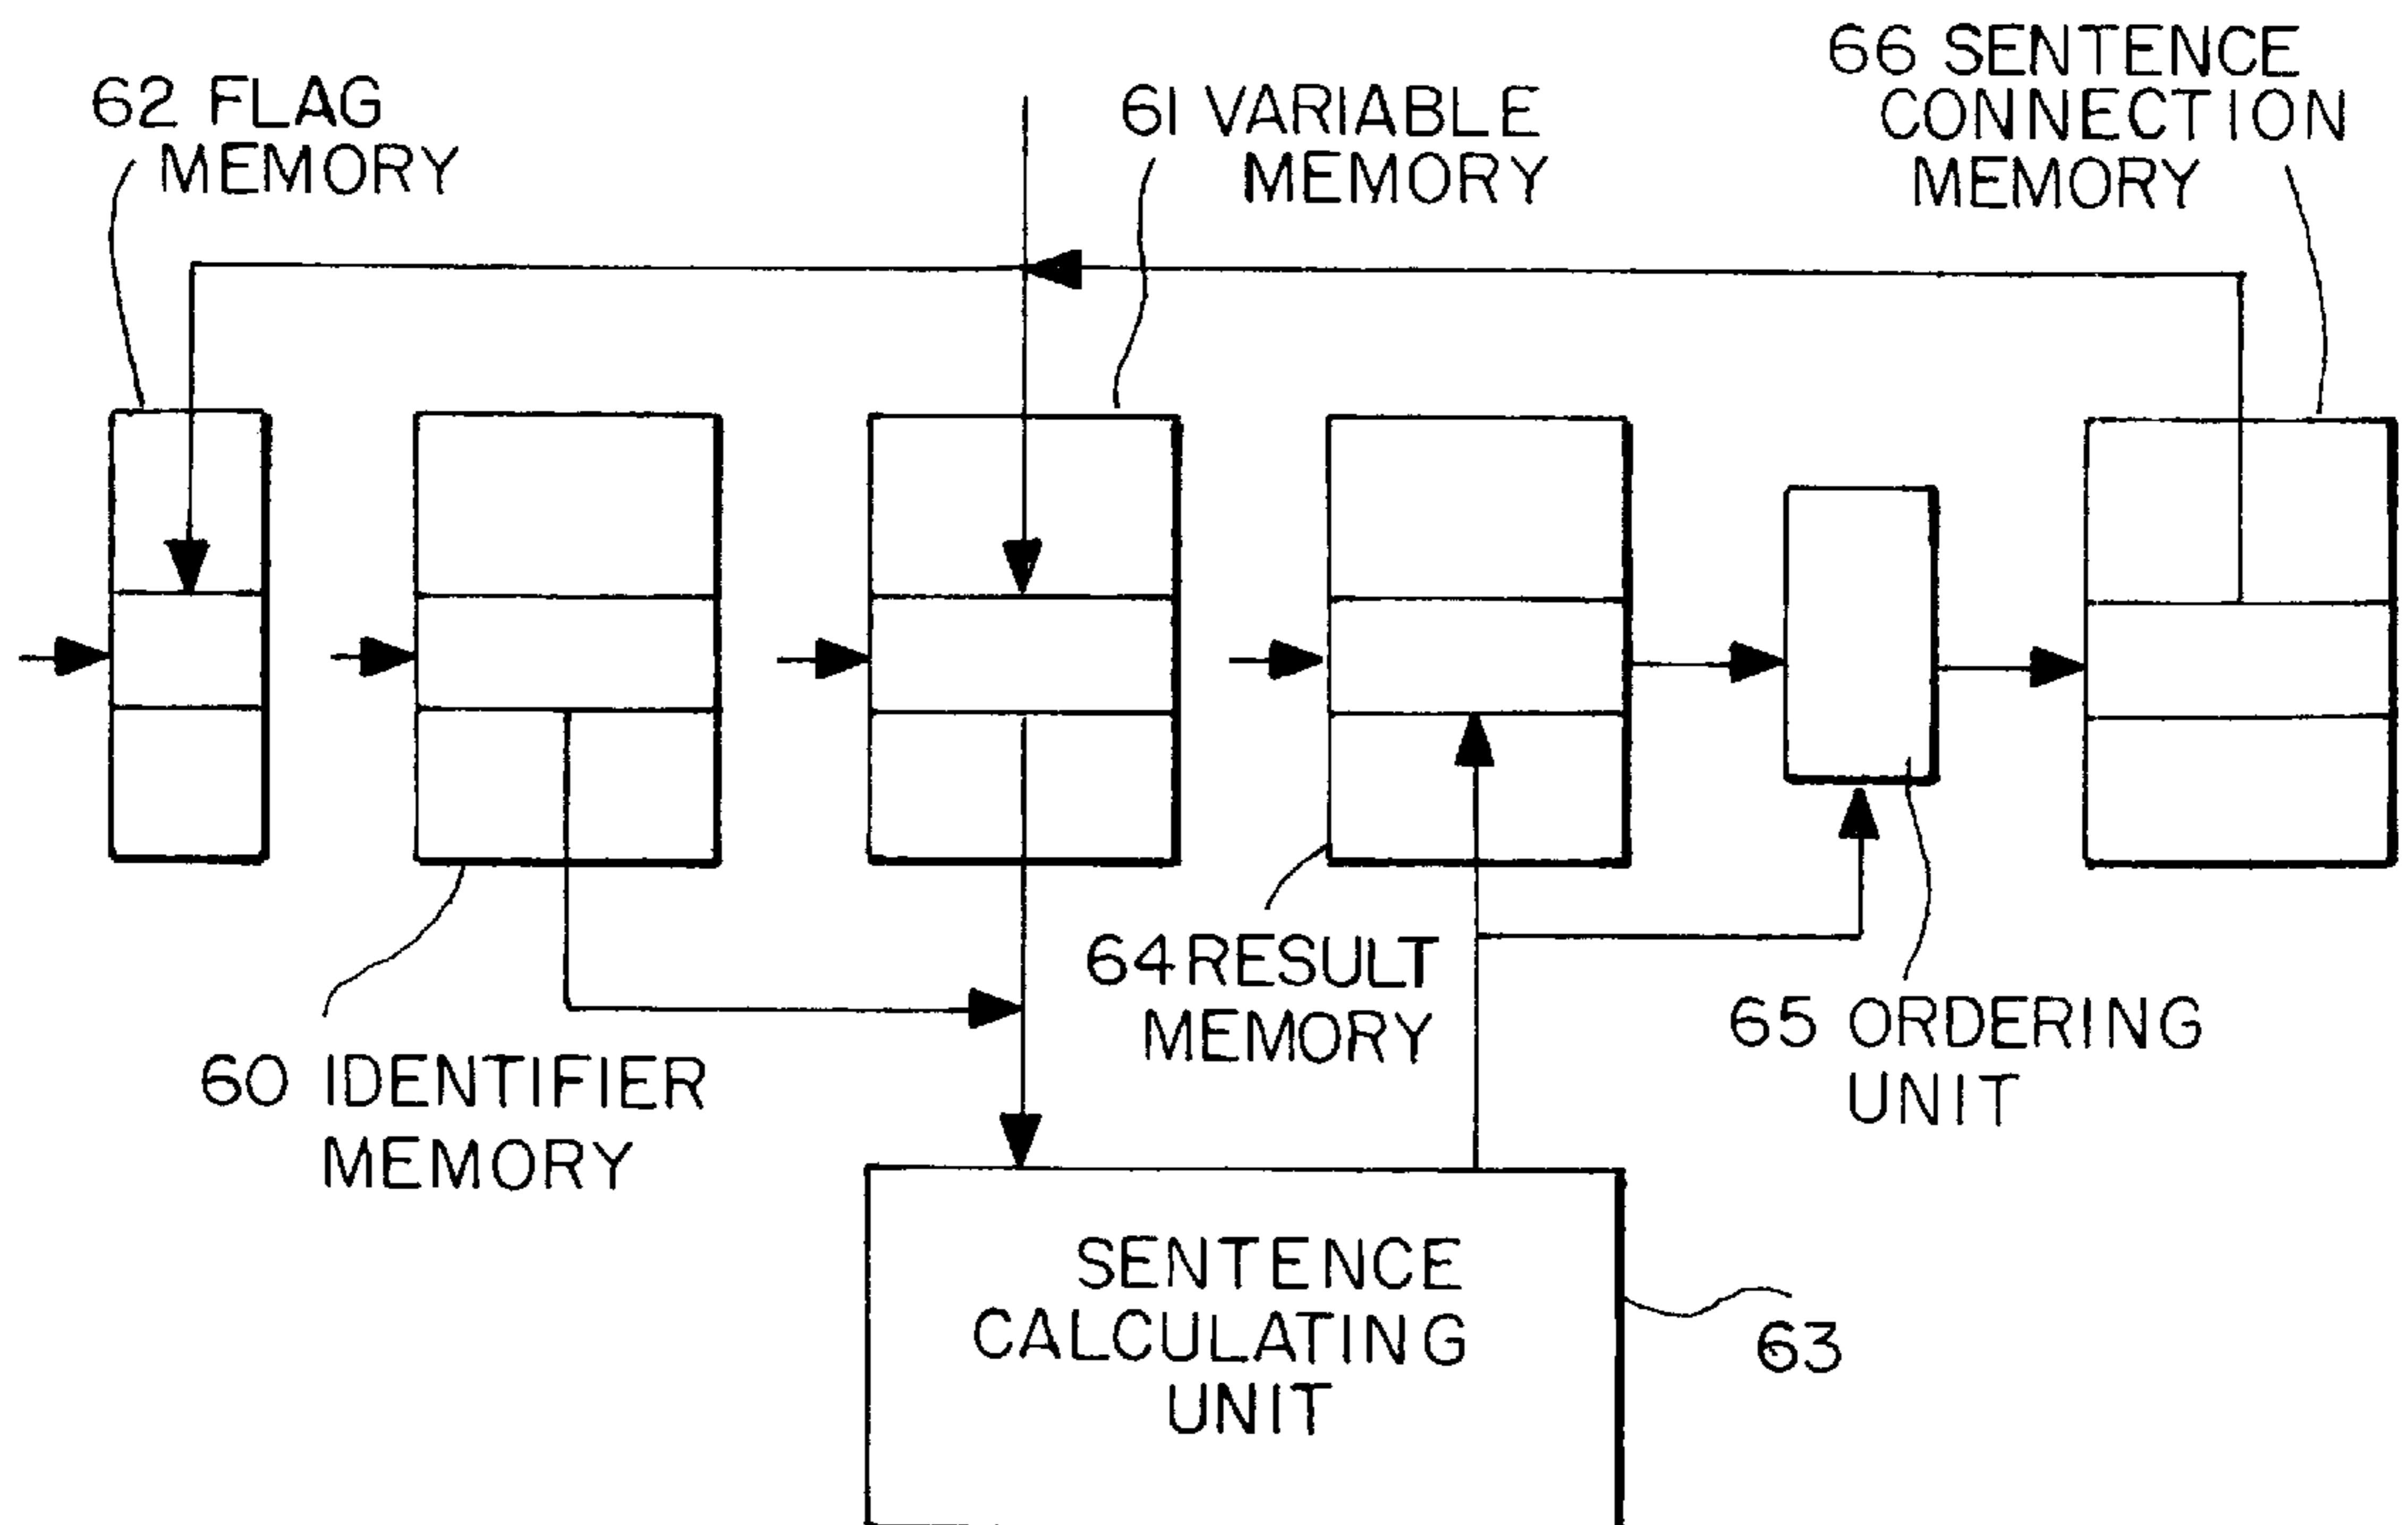 62 FLAG
MEMORY
61 VARIABLE
MEMORY
66 SENTENCE
CONNECTION
MEMORY
64 RESULT
MEMORY
65 ORDERING
UNIT
60 IDENTIFIER
MEMORY
SENTENCE
CALCULATING
UNIT
63